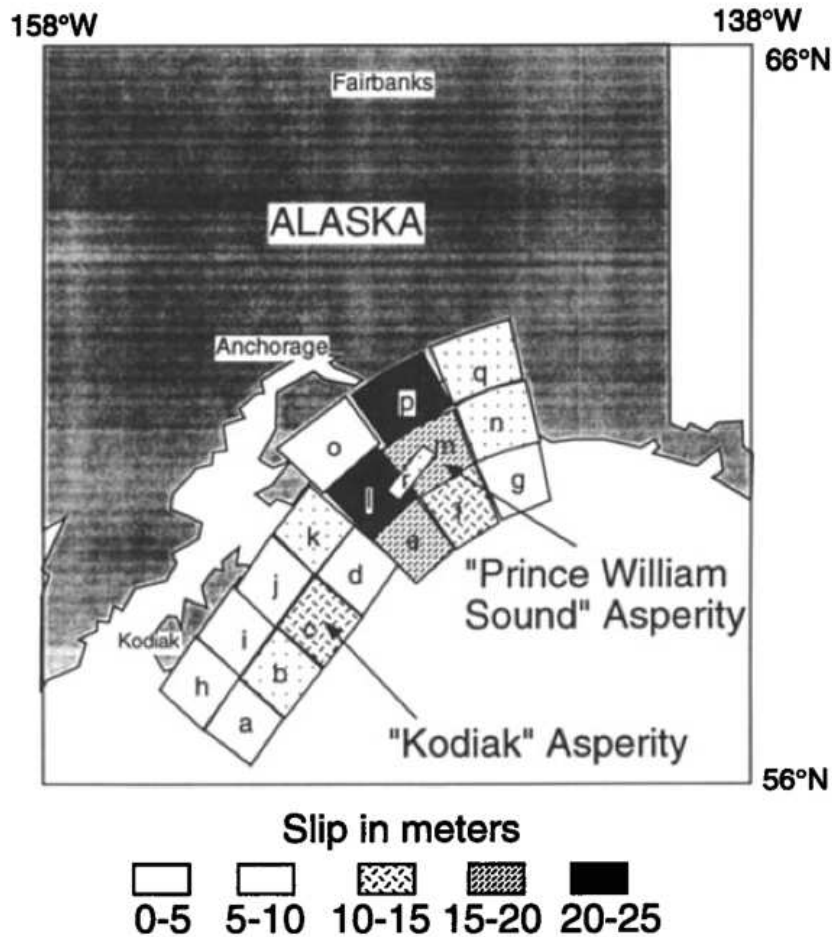 158°W
138°W
66°N
Fairbanks
ALASKA
Anchorage
q
p
n
m
o
r
g
l
f
e
k
d
j
"Prince William
Sound" Asperity
c
Kodiak
i
b
h
a
"Kodiak" Asperity
56°N
Slip in meters
0-5 5-10 10-15 15-20 20-25